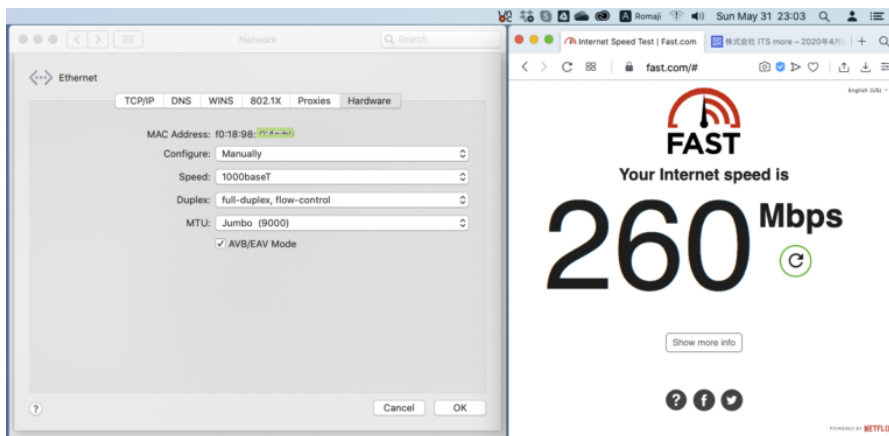 Romaji
Sun May 31 23:03
Network
Search
Ethernet
TCP/IP DNS WINS 802.1X Proxies Hardware
MAC Address: f0:18:98:
Configure: Manually
Speed: 1000baseT
Duplex: full-duplex, flow-control
MTU: Jumbo (9000)
AVB/EAV Mode
?
Cancel
OK
Internet Speed Test | Fast.com
株式会社 ITS more – 2020年4月
fast.com/#
English (US)
FAST
Your Internet speed is
260 Mbps
Show more info
POWERED BY NETFLIX